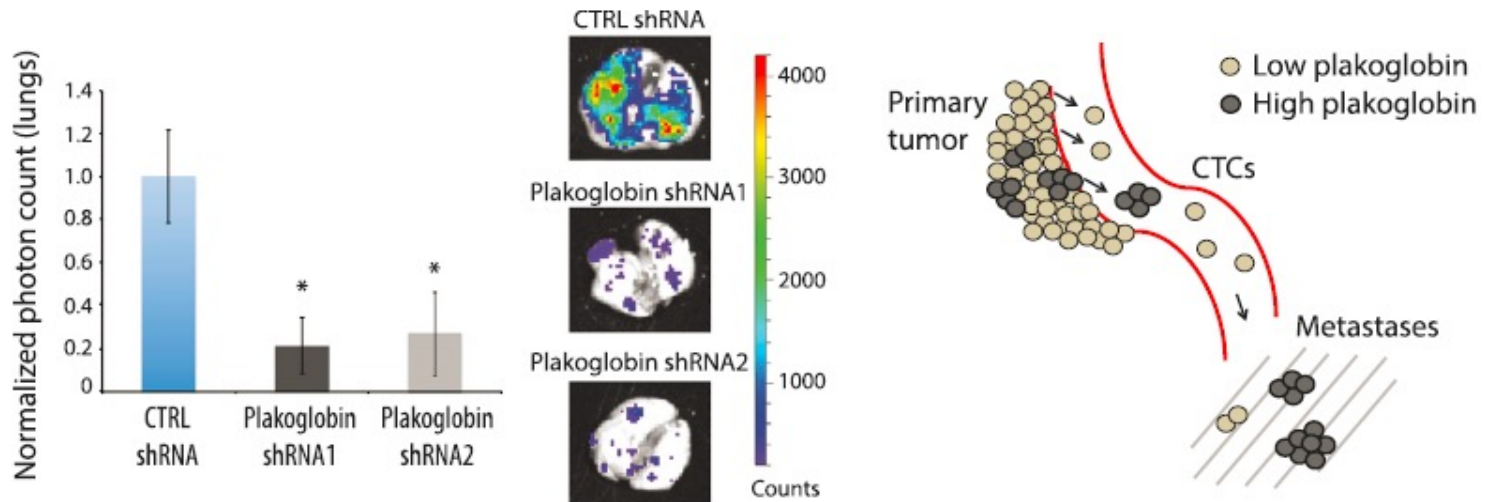 Normalized photon count (lungs)
1.4
1.2
1.0
0.8
0.6
0.4
0.2
0
*
*
CTRL
shRNA
Plakoglobin
shRNA1
Plakoglobin
shRNA2
CTRL shRNA
Plakoglobin shRNA1
Plakoglobin shRNA2
4000
3000
2000
1000
Counts
Low plakoglobin
High plakoglobin
Primary
tumor
CTCs
Metastases